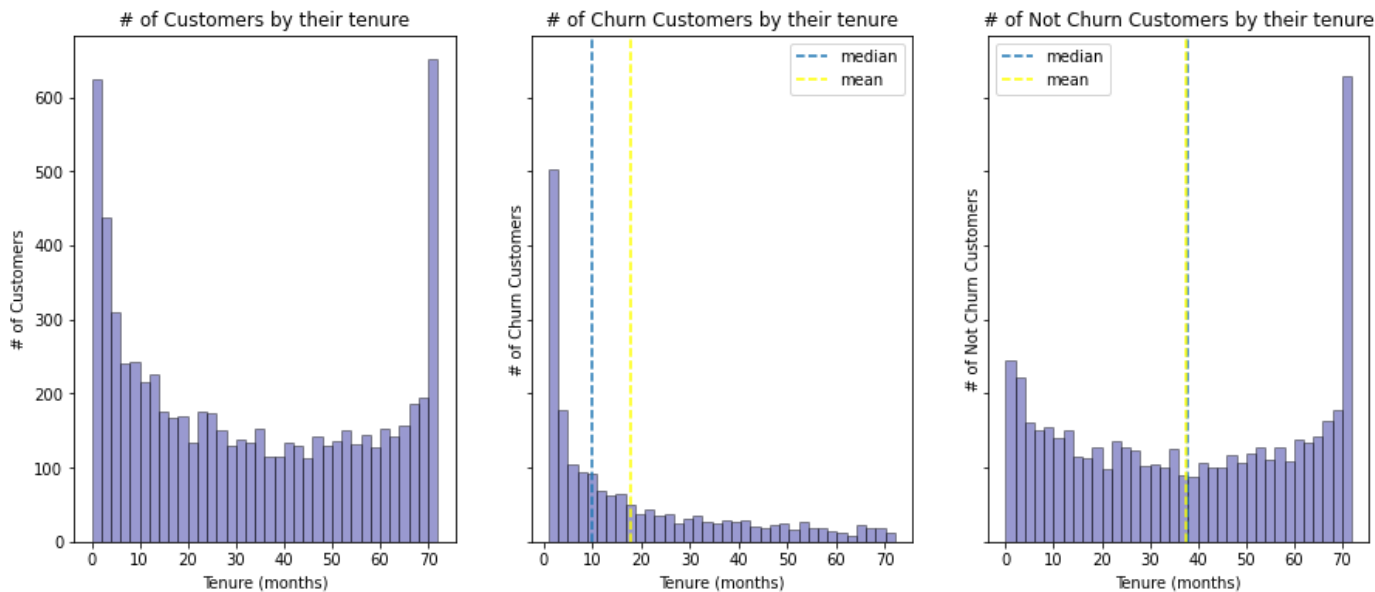 # of Customers by their tenure
# of Customers
600
500
400
300
200
100
0
0 10 20 30 40 50 60 70
Tenure (months)
# of Churn Customers by their tenure
median
mean
# of Churn Customers
0 10 20 30 40 50 60 70
Tenure (months)
# of Not Churn Customers by their tenure
median
mean
# of Not Churn Customers
0 10 20 30 40 50 60 70
Tenure (months)